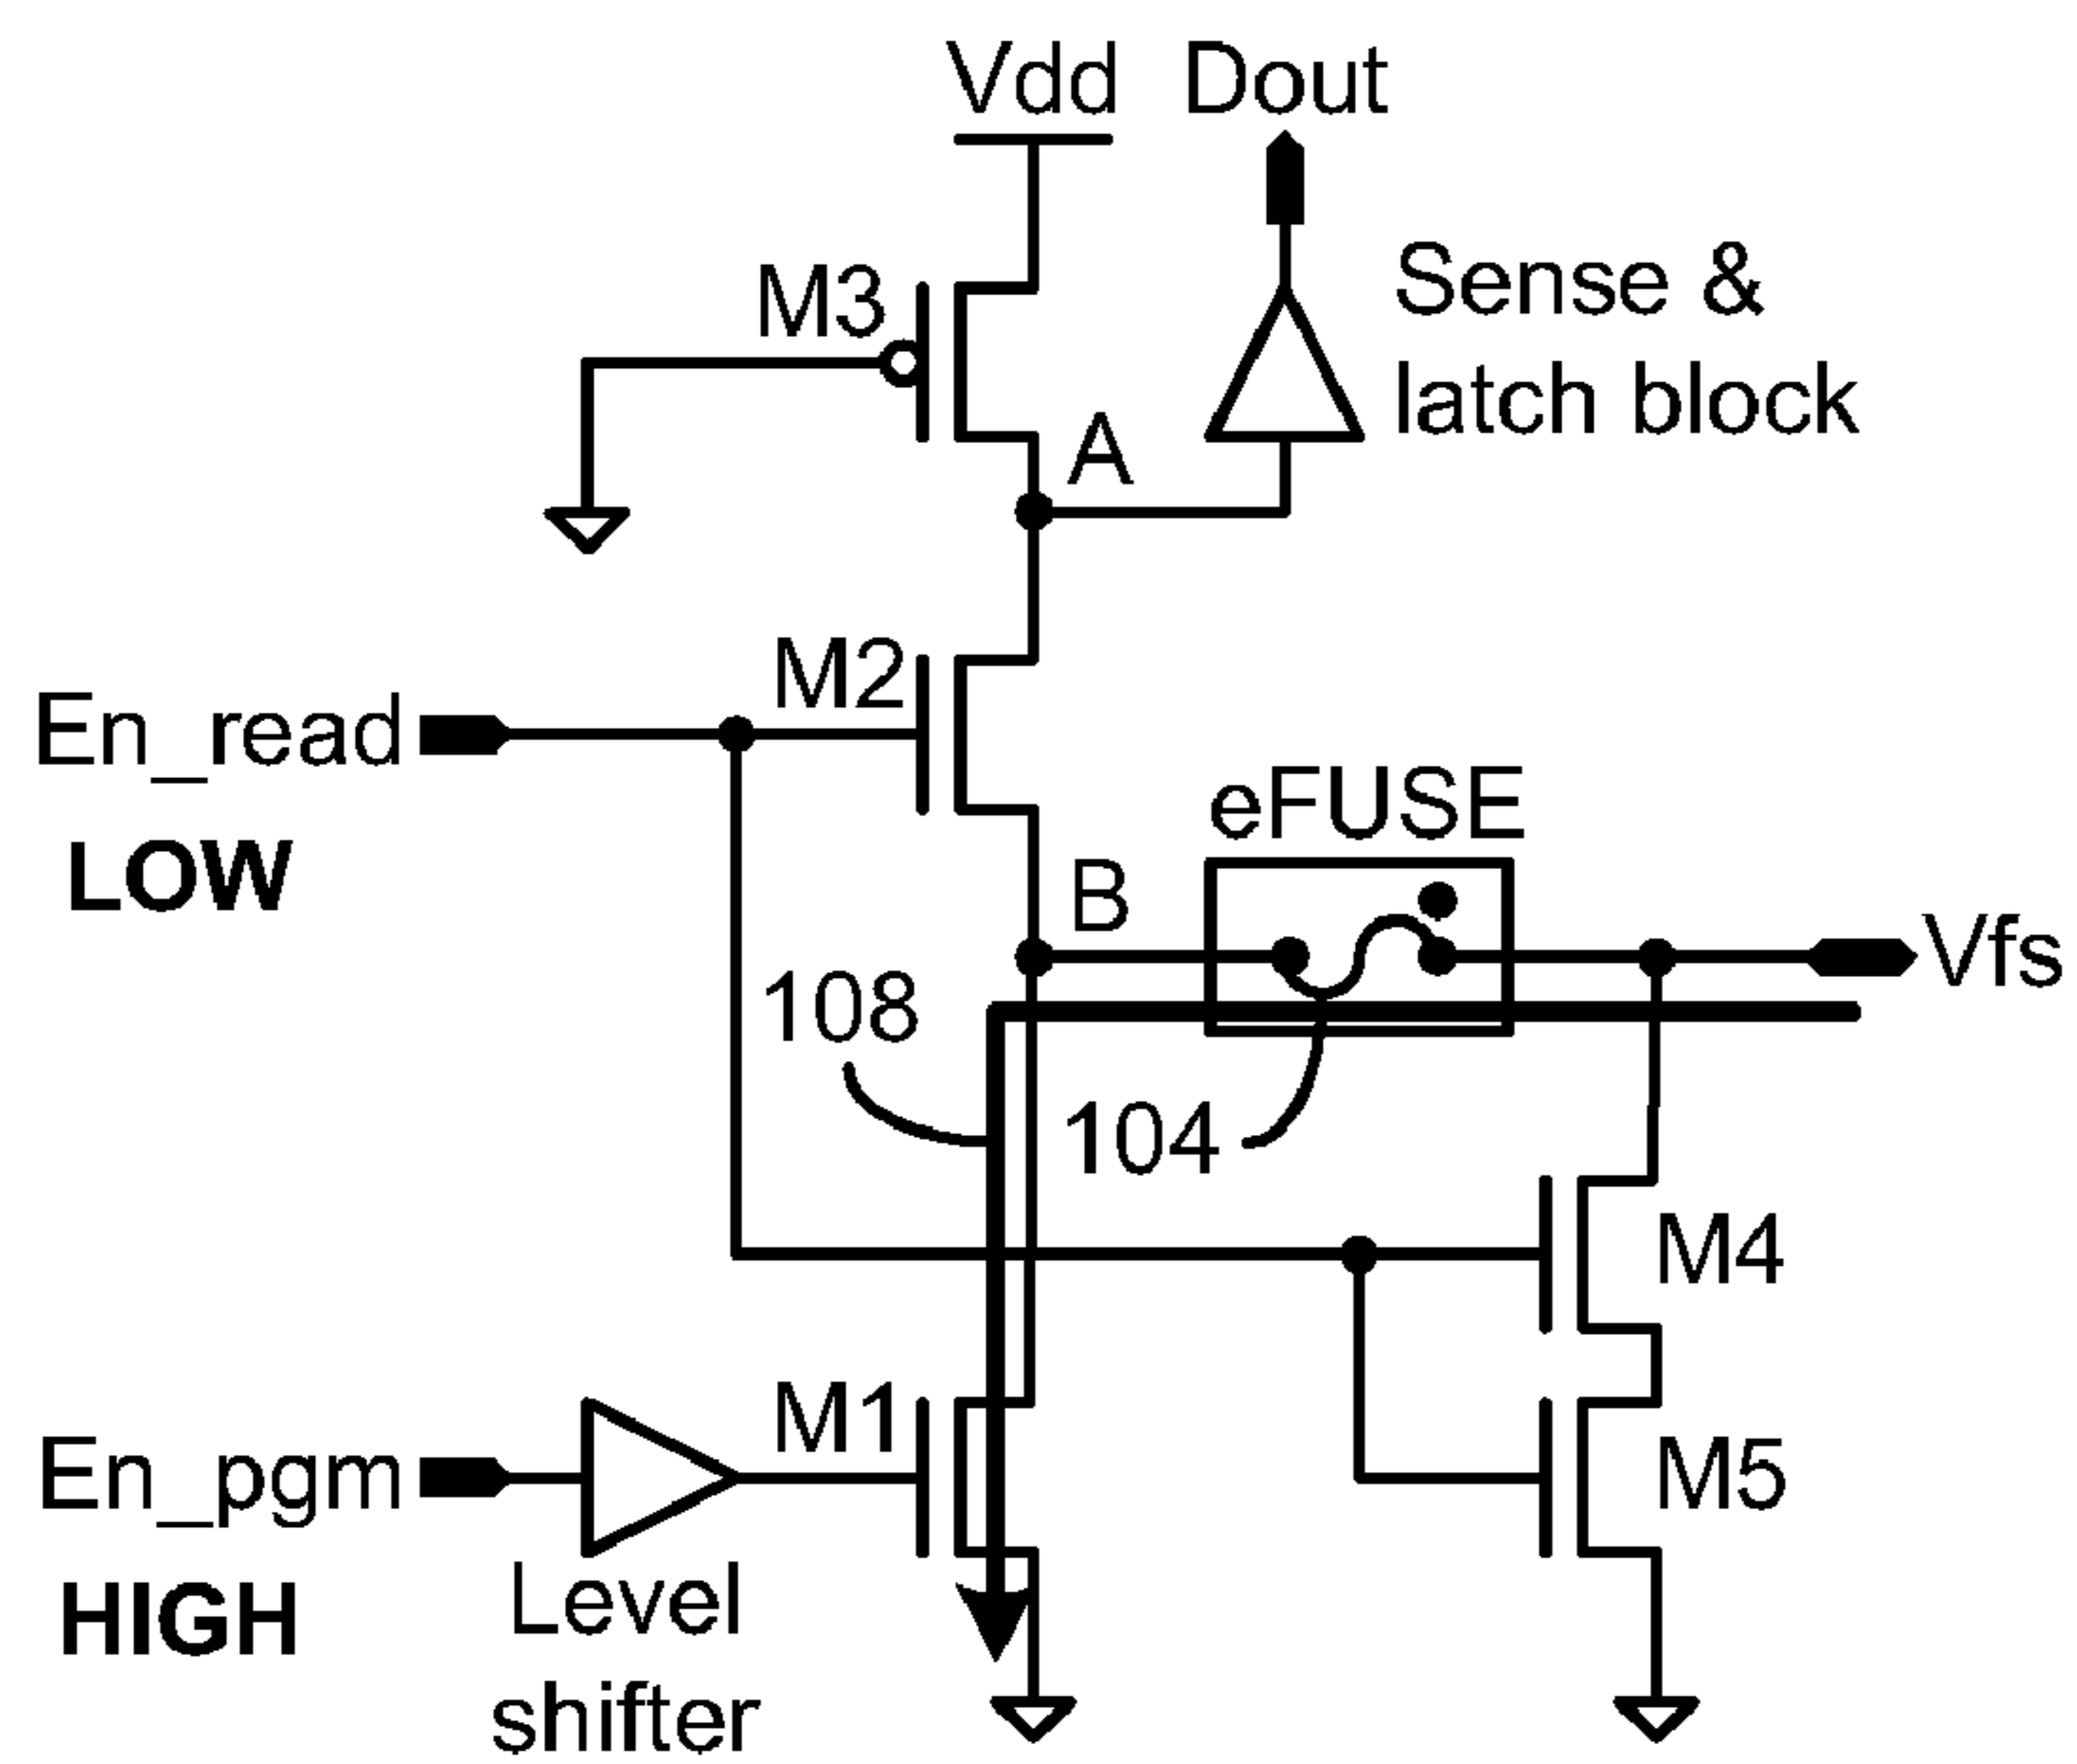 Vdd Dout
M3
Sense &
latch block
A
M2
En_read
LOW
eFUSE
B
Vfs
108
104
M4
M1
En_pgm
HIGH
M5
Level
shifter